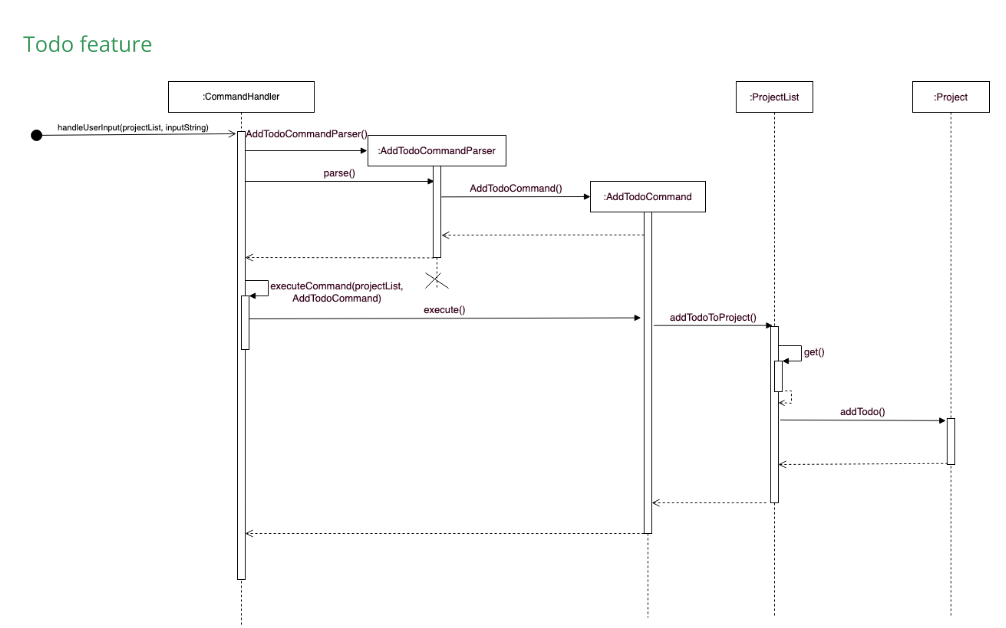 Todo feature
:CommandHandler
:ProjectList
:Project
handleUserInput(projectList, inputString)
AddTodoCommandParser()
:AddTodoCommandParser
parse()
AddTodoCommand()
:AddTodoCommand
executeCommand(projectList,
AddTodoCommand)
execute()
addTodoToProject()
get()
addTodo()